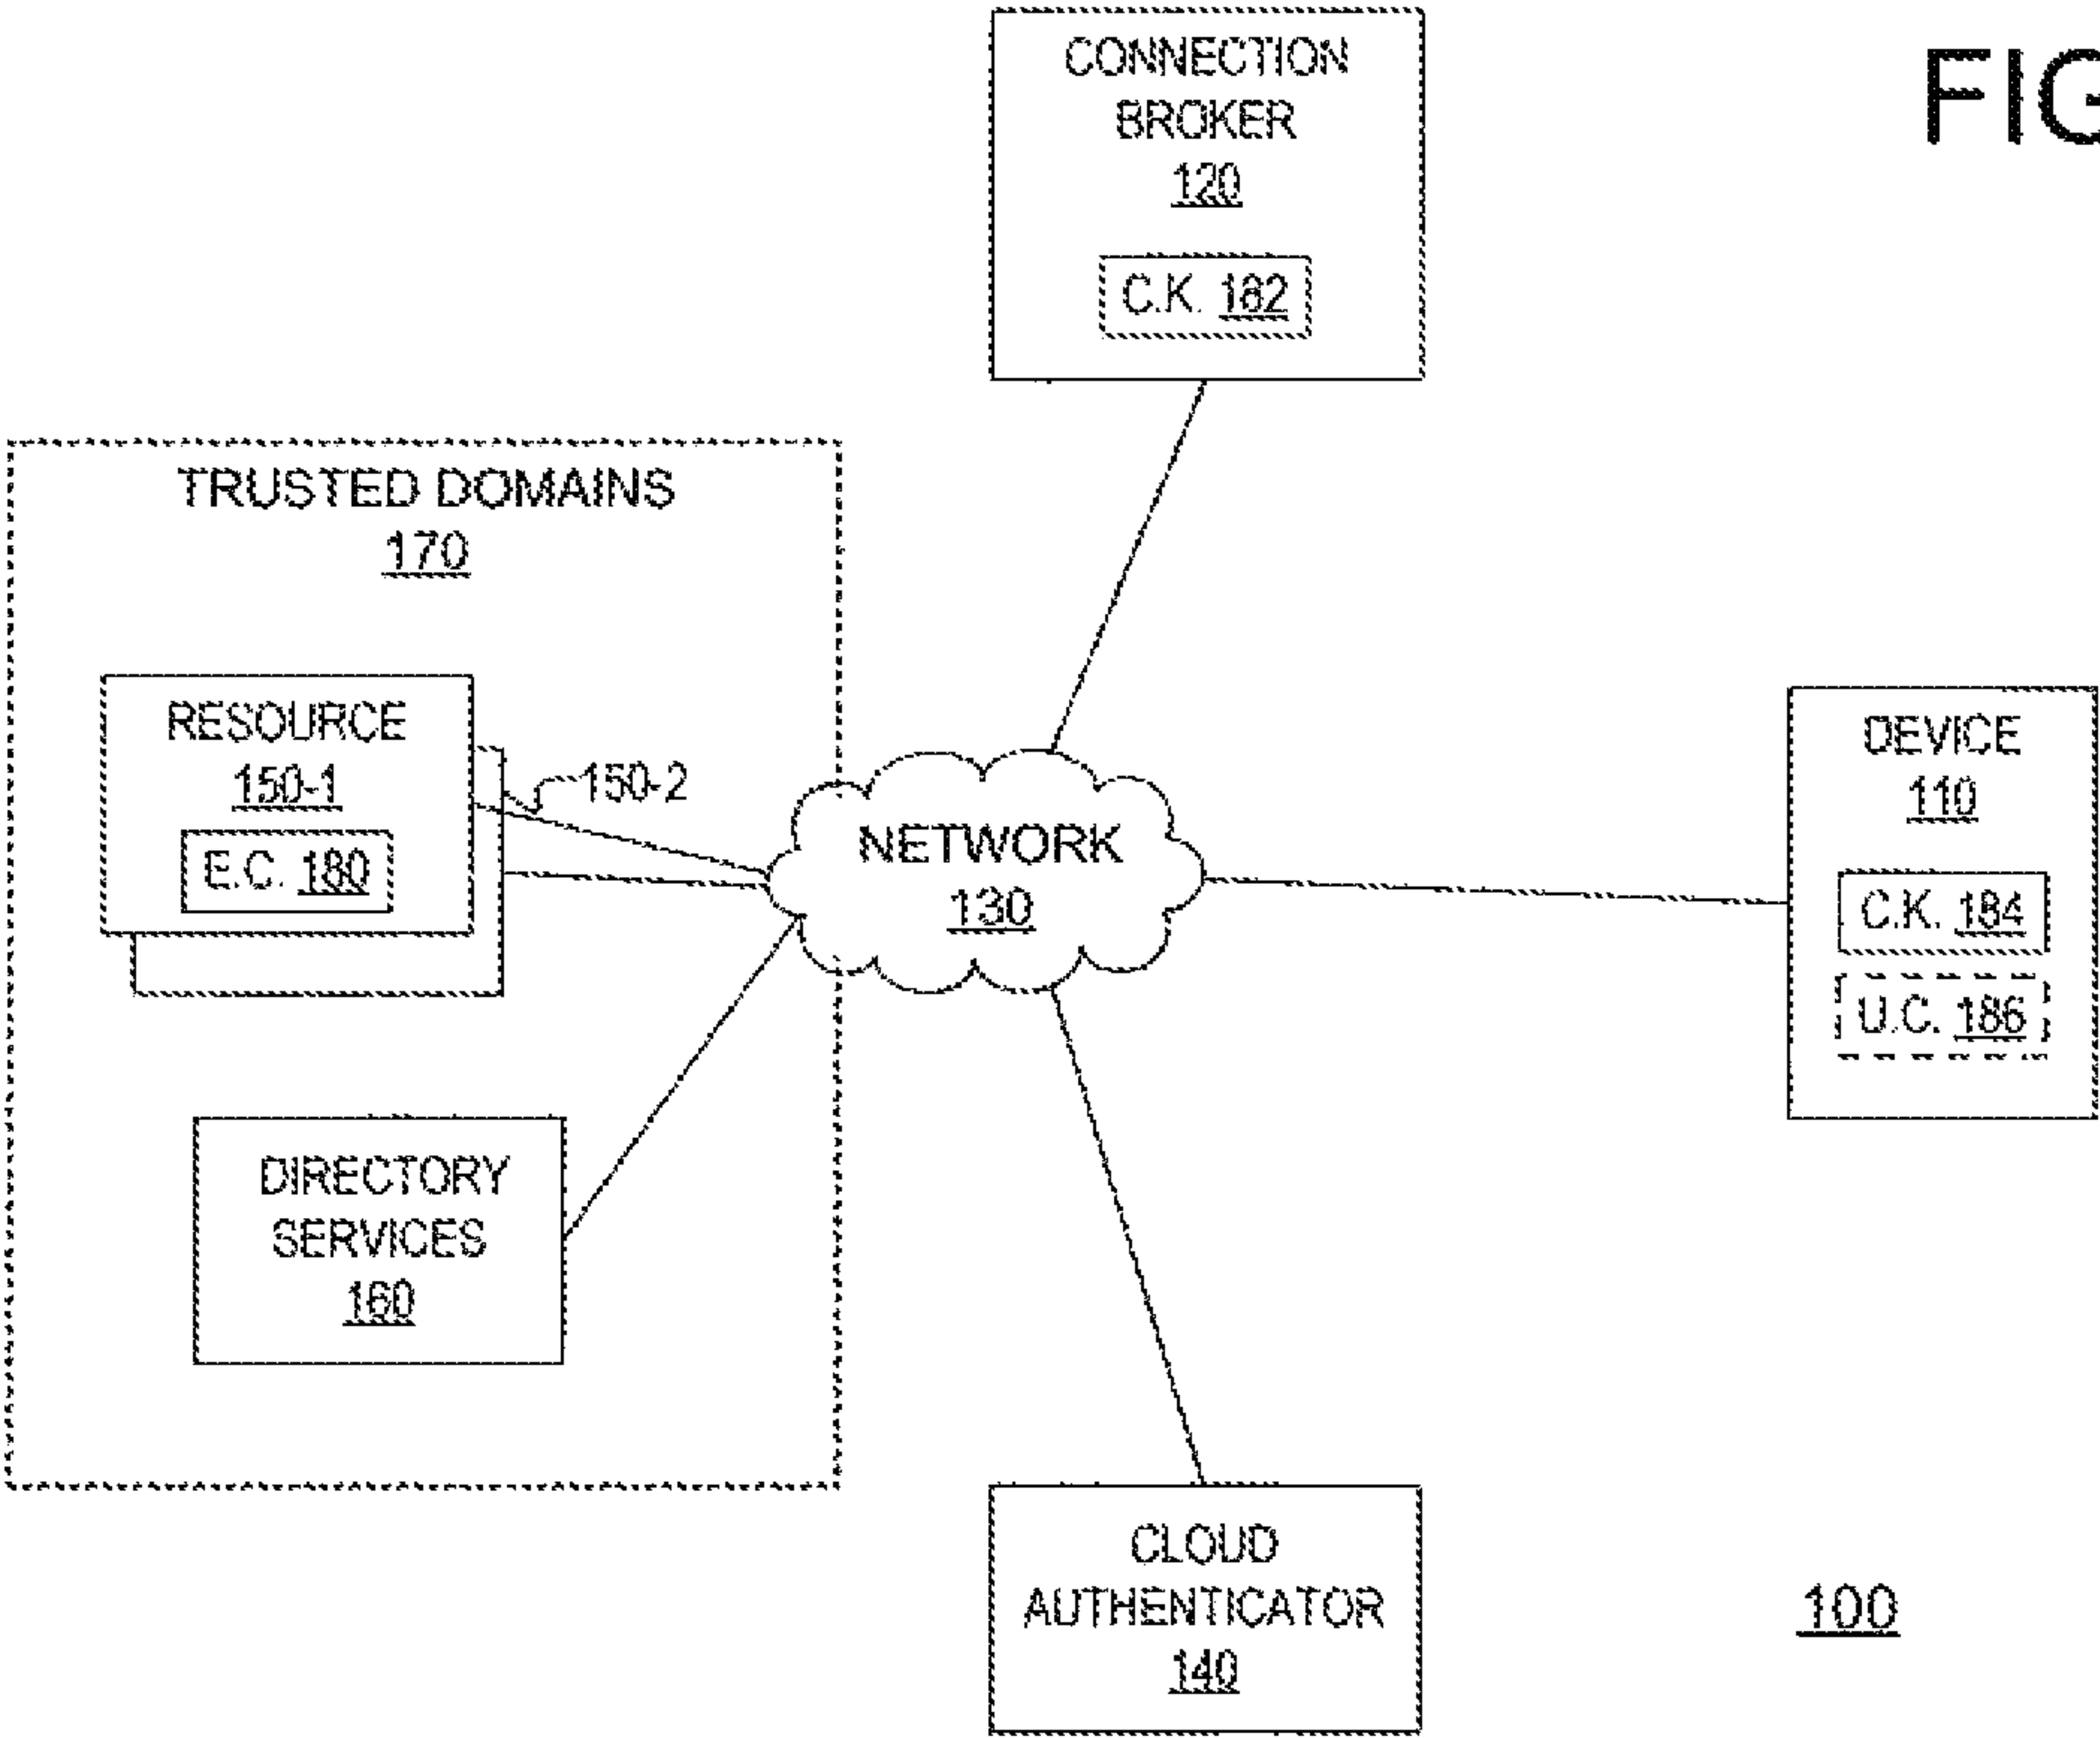 CONNECTION
BROKER
120
C.K. 182
FIG
TRUSTED DOMAINS
170
RESOURCE
150-1
E.C. 180
150-2
NETWORK
130
DEVICE
110
C.K. 184
U.C. 186
DIRECTORY
SERVICES
160
CLOUD
AUTHENTICATOR
140
100